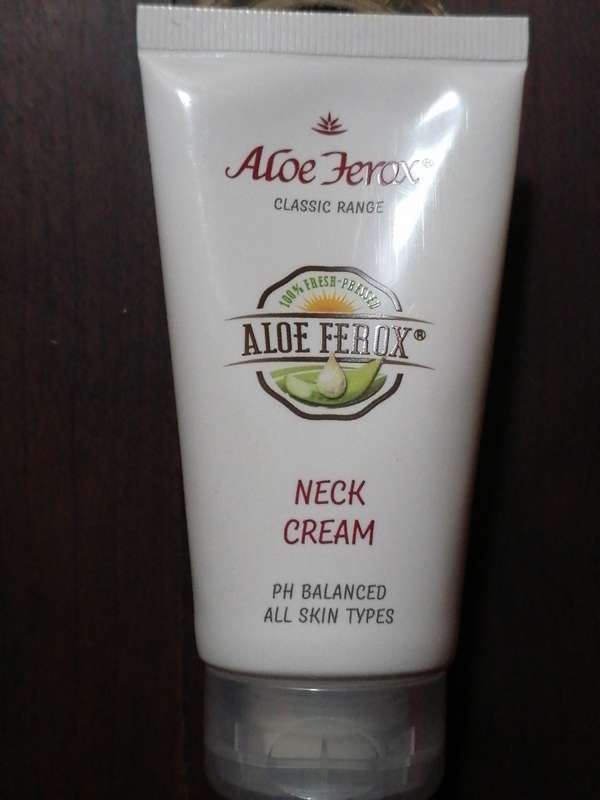 Aloe Ferox®
CLASSIC RANGE
100% FRESH-PRESSED
ALOE FEROX®
NECK
CREAM
PH BALANCED
ALL SKIN TYPES